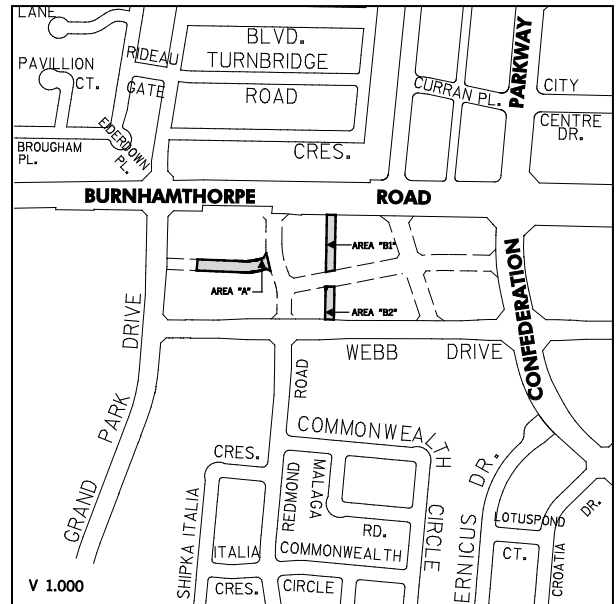 LANE
PAVILLION
CT.
RIDEAU
GATE
BLVD.
TURNBRIDGE
ROAD
CRES.
EIDERDOWN
PL.
BROUGHAM
PL.
CURRAN PL.
PARKWAY
CITY
CENTRE
DR.
BURNHAMTHORPE ROAD
AREA "B1"
AREA "A"
AREA "B2"
CONFEDERATION
GRAND PARK DRIVE
WEBB DRIVE
ROAD
COMMONWEALTH
CIRCLE
CRES.
SHIPKA ITALIA
ITALIA
CRES.
REDMOND
MALAGA
RD.
COMMONWEALTH
CIRCLE
ERNICUS DR.
LOTUSPOND
CT.
CROATIA
DR.
V 1.000